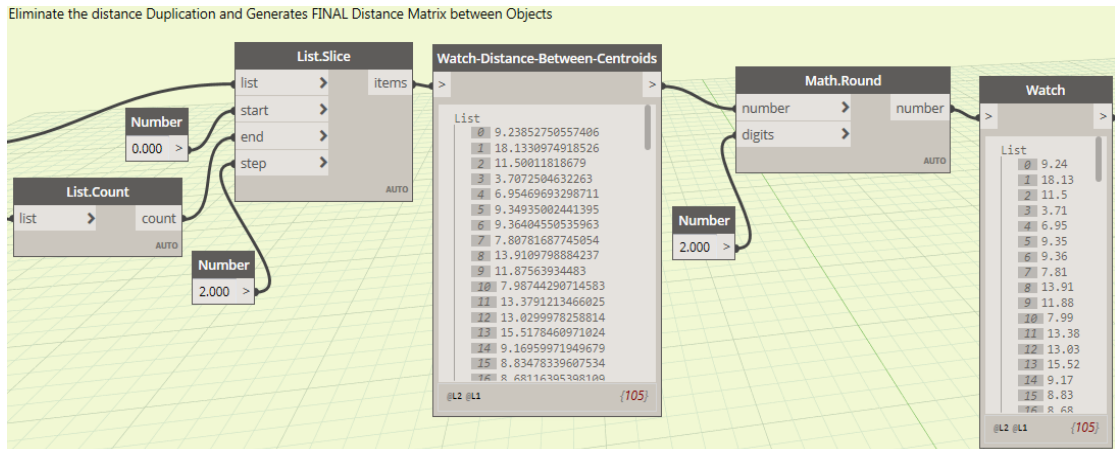 Eliminate the distance Duplication and Generates FINAL Distance Matrix between Objects
List.Slice
list >
start >
end >
step >
items
AUTO
Number
0.000 >
List.Count
list >
count
AUTO
Number
2.000 >
Watch-Distance-Between-Centroids
> >
List
0 9.23852750557406
1 18.1330974918526
2 11.50011818679
3 3.7072504632263
4 6.95469693298711
5 9.34935002441395
6 9.36404550535963
7 7.80781687745054
8 13.9109798884237
9 11.87563934483
10 7.98744290714583
11 13.3791213466025
12 13.0299978258814
13 15.5178460971024
14 9.16959971949679
15 8.83478339607534
16 8.68116395398109
@L2 @L1 {105}
Math.Round
number >
digits >
number
AUTO
Number
2.000 >
Watch
> >
List
0 9.24
1 18.13
2 11.5
3 3.71
4 6.95
5 9.35
6 9.36
7 7.81
8 13.91
9 11.88
10 7.99
11 13.38
12 13.03
13 15.52
14 9.17
15 8.83
16 8.68
@L2 @L1 {105}